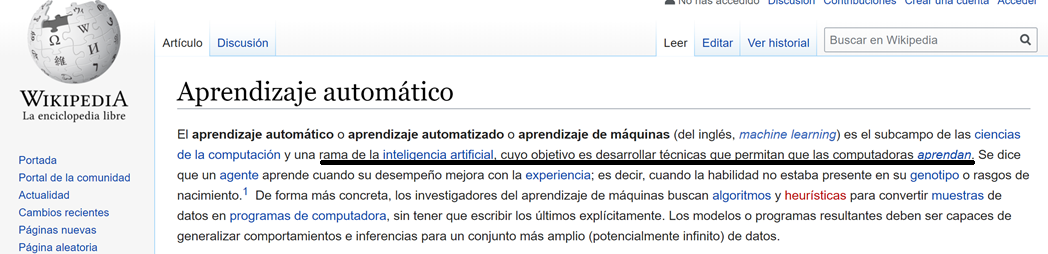 No has accedido Discusión Contribuciones Crear una cuenta Acceder
Artículo Discusión Leer Editar Ver historial Buscar en Wikipedia
WIKIPEDIA
La enciclopedia libre
Aprendizaje automático
El aprendizaje automático o aprendizaje automatizado o aprendizaje de máquinas (del inglés, machine learning) es el subcampo de las ciencias
de la computación y una rama de la inteligencia artificial, cuyo objetivo es desarrollar técnicas que permitan que las computadoras aprendan. Se dice
que un agente aprende cuando su desempeño mejora con la experiencia; es decir, cuando la habilidad no estaba presente en su genotipo o rasgos de
nacimiento.1 De forma más concreta, los investigadores del aprendizaje de máquinas buscan algoritmos y heurísticas para convertir muestras de
datos en programas de computadora, sin tener que escribir los últimos explícitamente. Los modelos o programas resultantes deben ser capaces de
generalizar comportamientos e inferencias para un conjunto más amplio (potencialmente infinito) de datos.
Portada
Portal de la comunidad
Actualidad
Cambios recientes
Páginas nuevas
Página aleatoria